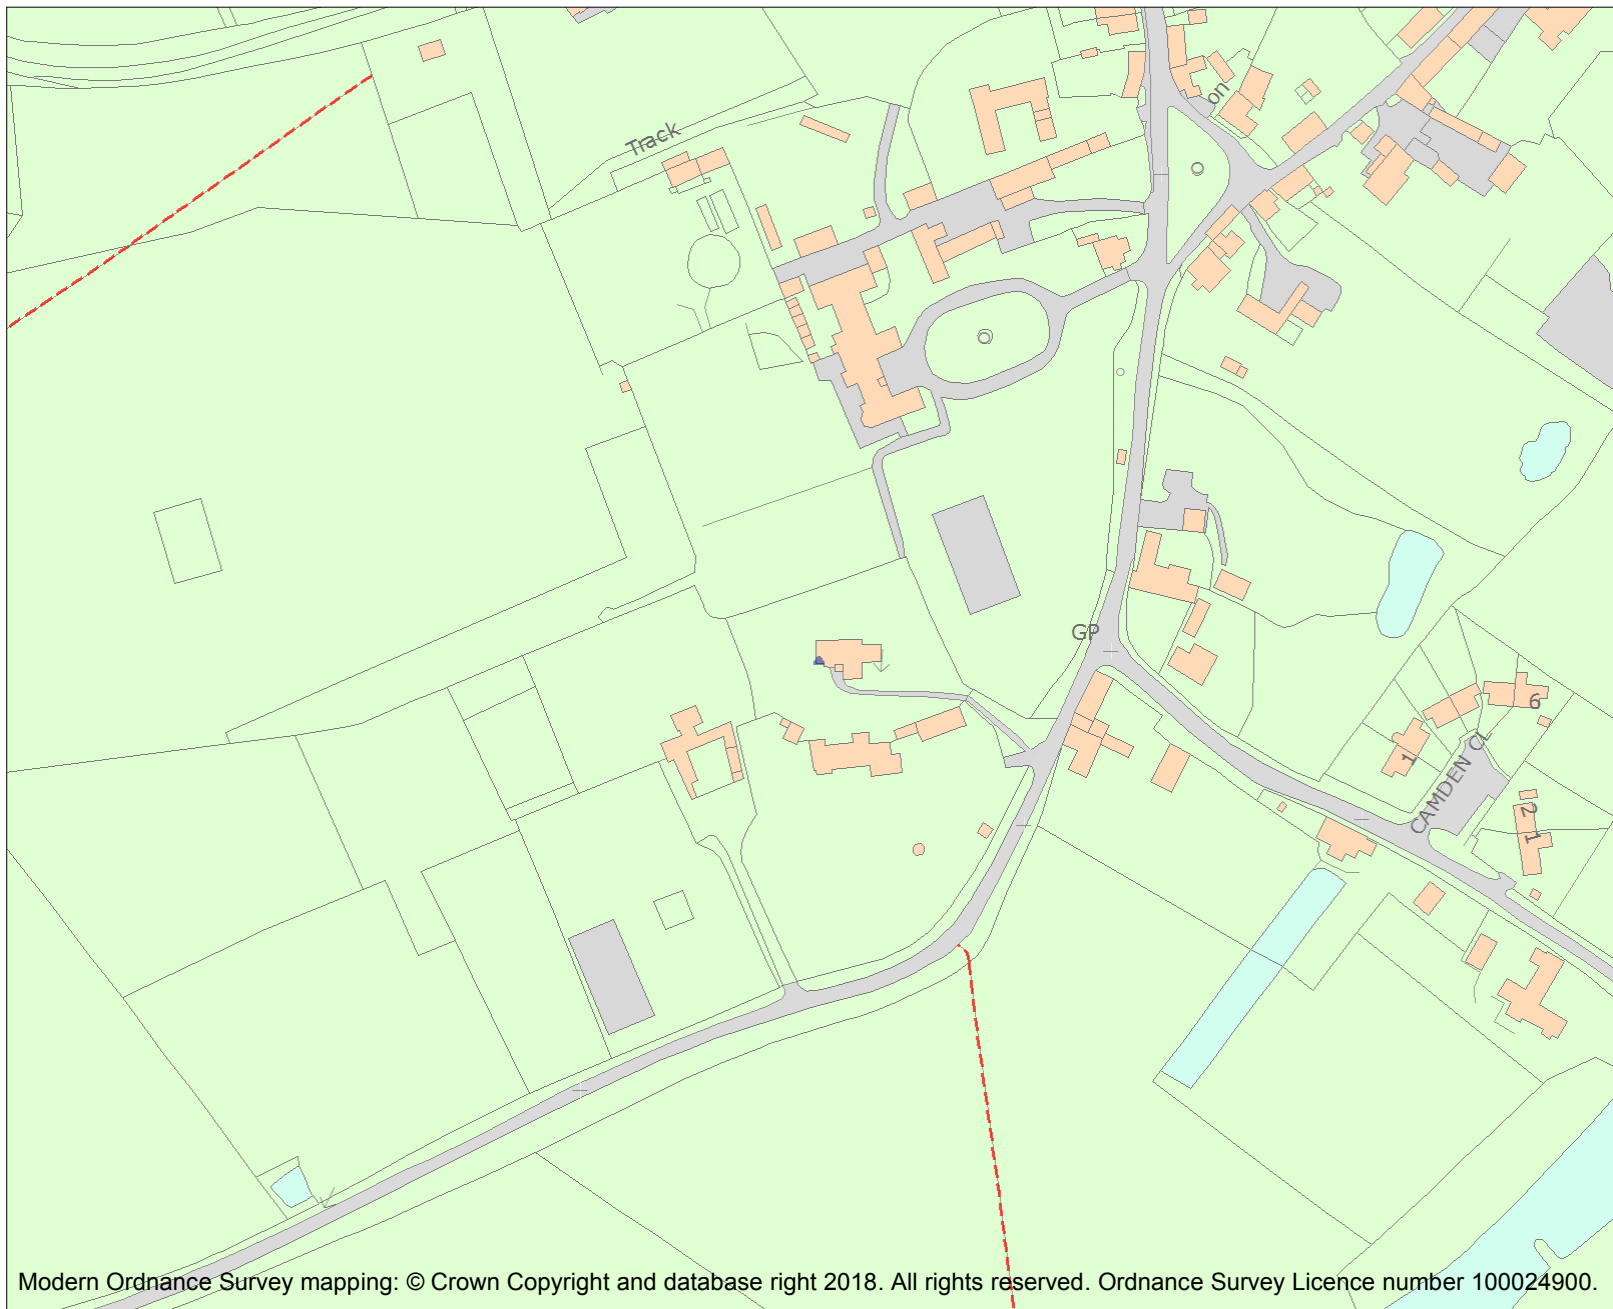 on
Track
GP
6
1
CAMDEN CL
2
1
Modern Ordnance Survey mapping: © Crown Copyright and database right 2018. All rights reserved. Ordnance Survey Licence number 100024900.